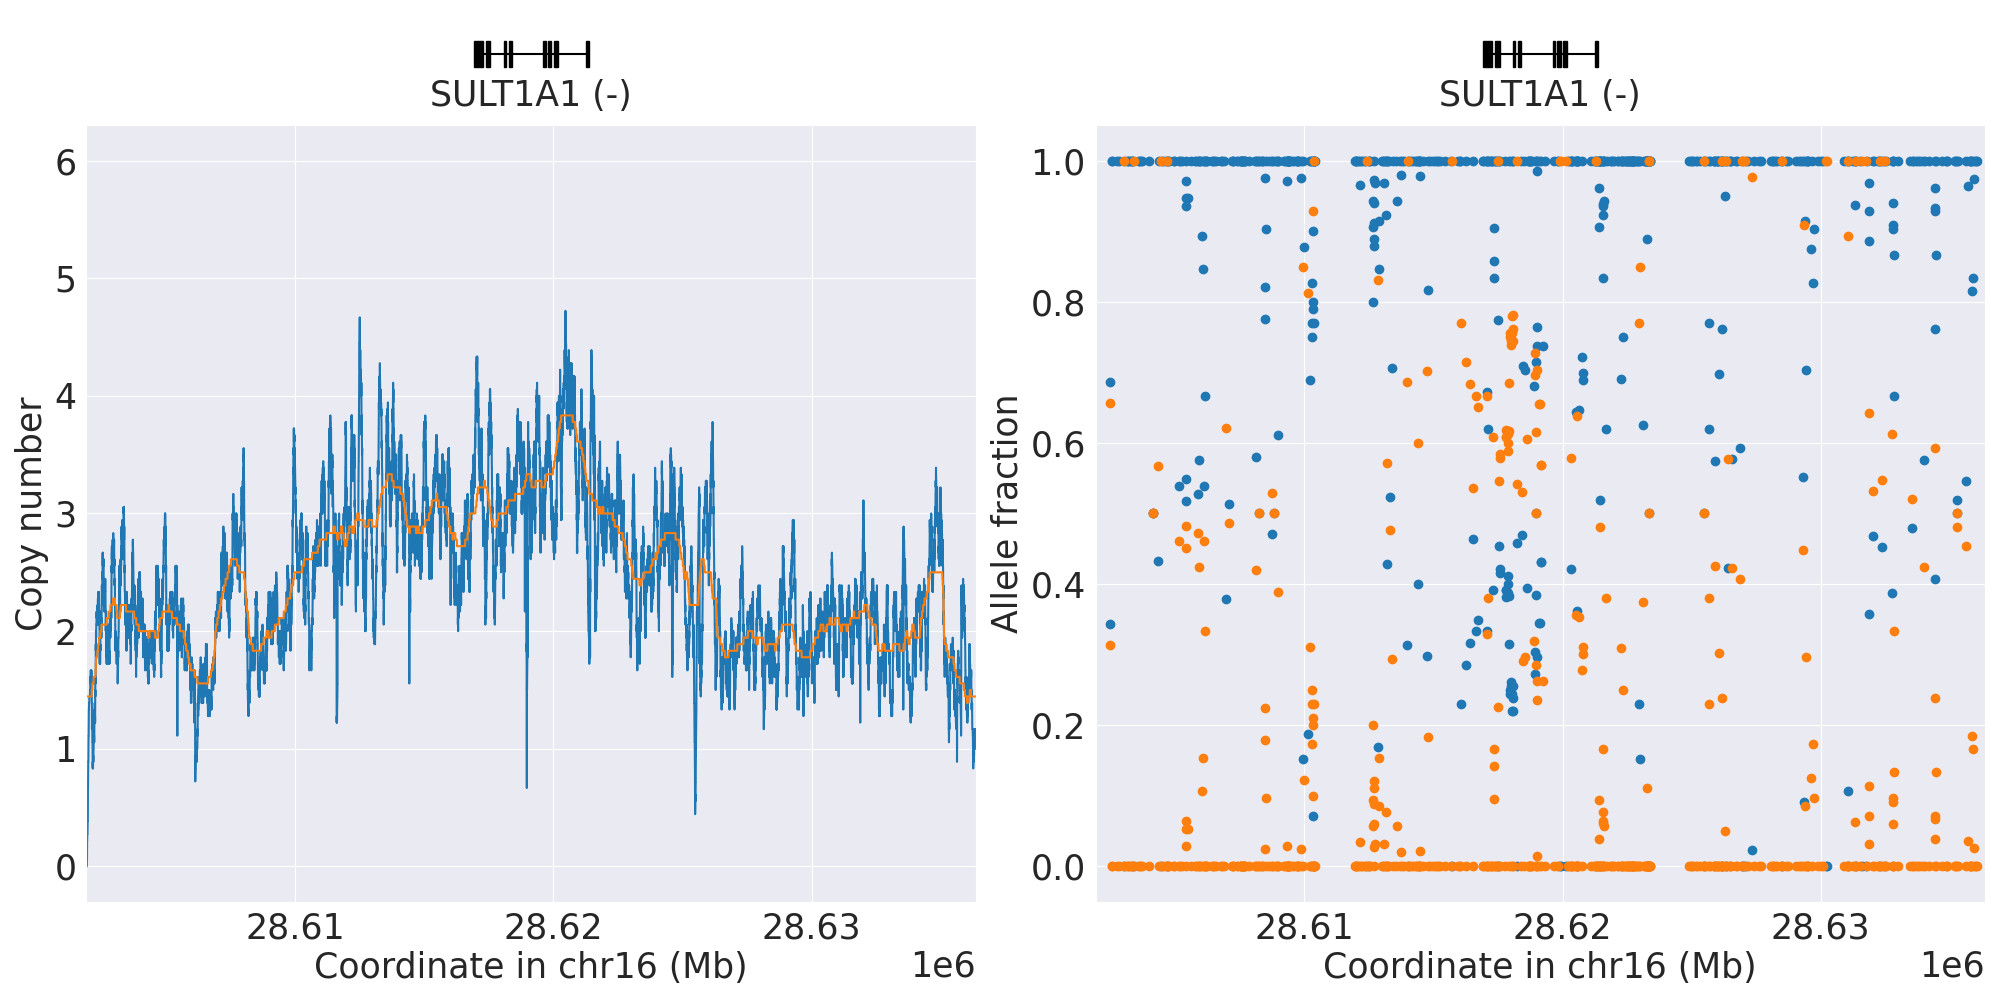 SULT1A1 (-)
6
5
4
3
2
1
0
Copy number
28.61
28.62
28.63
Coordinate in chr16 (Mb)
1e6
SULT1A1 (-)
1.0
0.8
0.6
0.4
0.2
0.0
Allele fraction
28.61
28.62
28.63
Coordinate in chr16 (Mb)
1e6